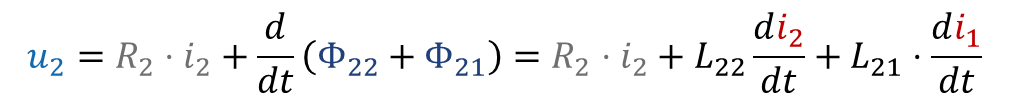 u₂ = R₂ · i₂ + d/dt (Φ₂₂ + Φ₂₁) = R₂ · i₂ + L₂₂ di₂/dt + L₂₁ · di₁/dt